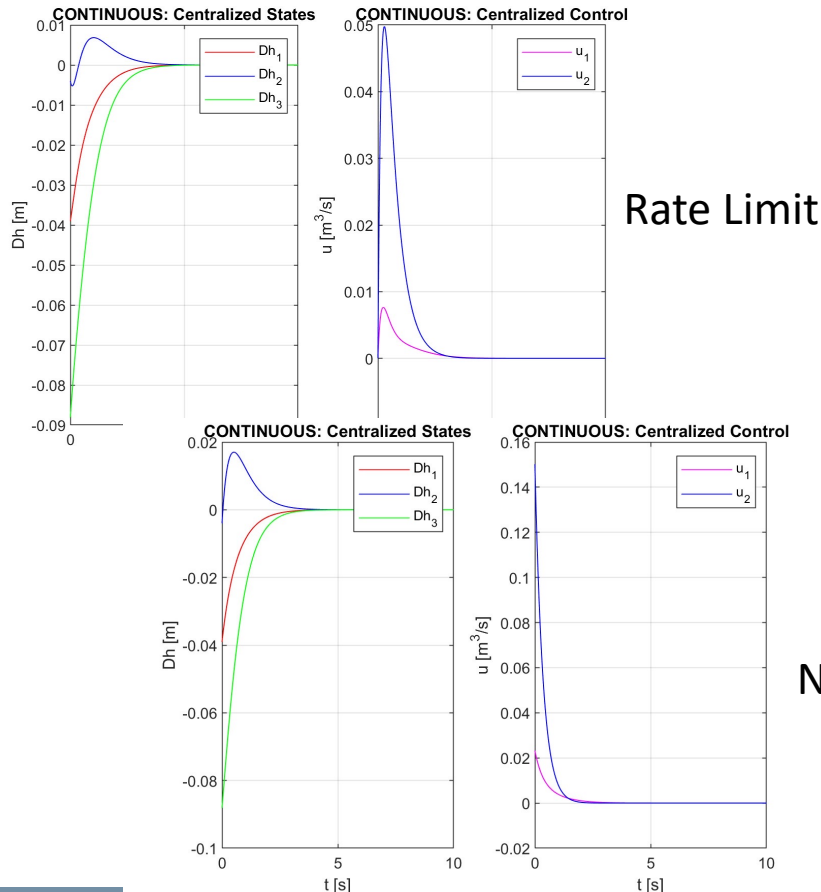 CONTINUOUS: Centralized States
0.01
0
-0.01
-0.02
-0.03
-0.04
-0.05
-0.06
-0.07
-0.08
-0.09
0
Dh [m]
Dh1
Dh2
Dh3
CONTINUOUS: Centralized Control
0.05
0.04
0.03
0.02
0.01
0
u [m³/s]
u1
u2
Rate Limit
CONTINUOUS: Centralized States
0.02
0
-0.02
-0.04
-0.06
-0.08
-0.1
0
5
10
t [s]
Dh [m]
Dh1
Dh2
Dh3
CONTINUOUS: Centralized Control
0.16
0.14
0.12
0.1
0.08
0.06
0.04
0.02
0
-0.02
0
5
10
t [s]
u [m³/s]
u1
u2
N